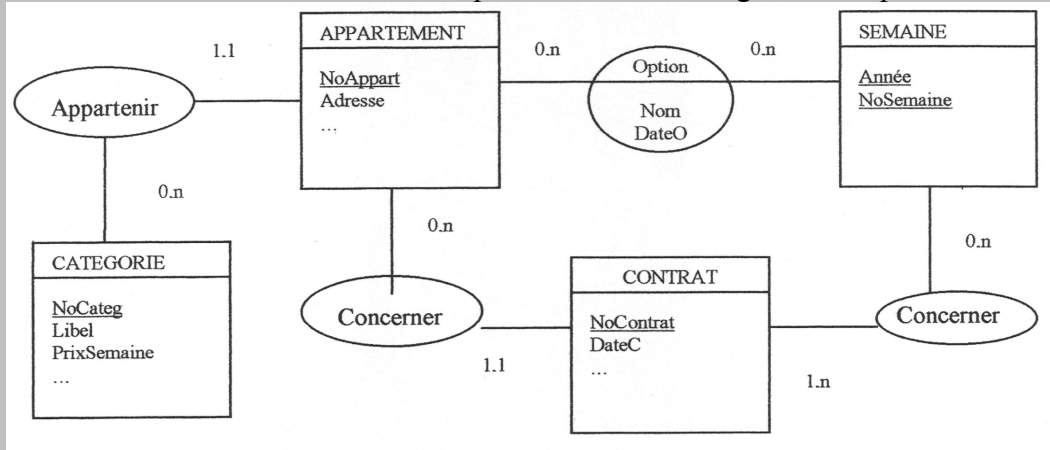 APPARTEMENT
NoAppart
Adresse
...
1.1
0.n
Option
Nom
DateO
0.n
SEMAINE
Année
NoSemaine
Appartenir
0.n
0.n
0.n
CATEGORIE
NoCateg
Libel
PrixSemaine
...
Concerner
1.1
CONTRAT
NoContrat
DateC
...
1.n
Concerner